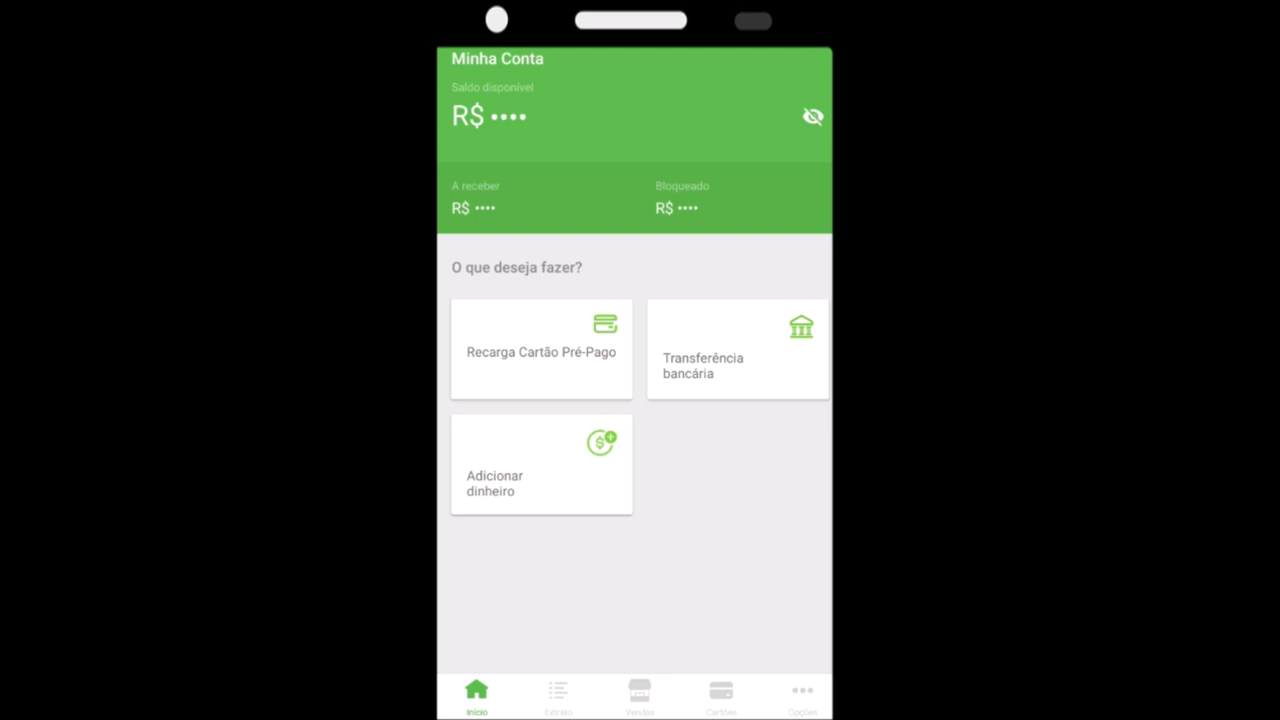 Minha Conta
Saldo disponível
R$ ••••
A receber
Bloqueado
R$ ••••
R$ ••••
O que deseja fazer?
Recarga Cartão Pré-Pago
Transferência
bancária
Adicionar
dinheiro
Início
Extrato
Vendas
Cartões
Opções